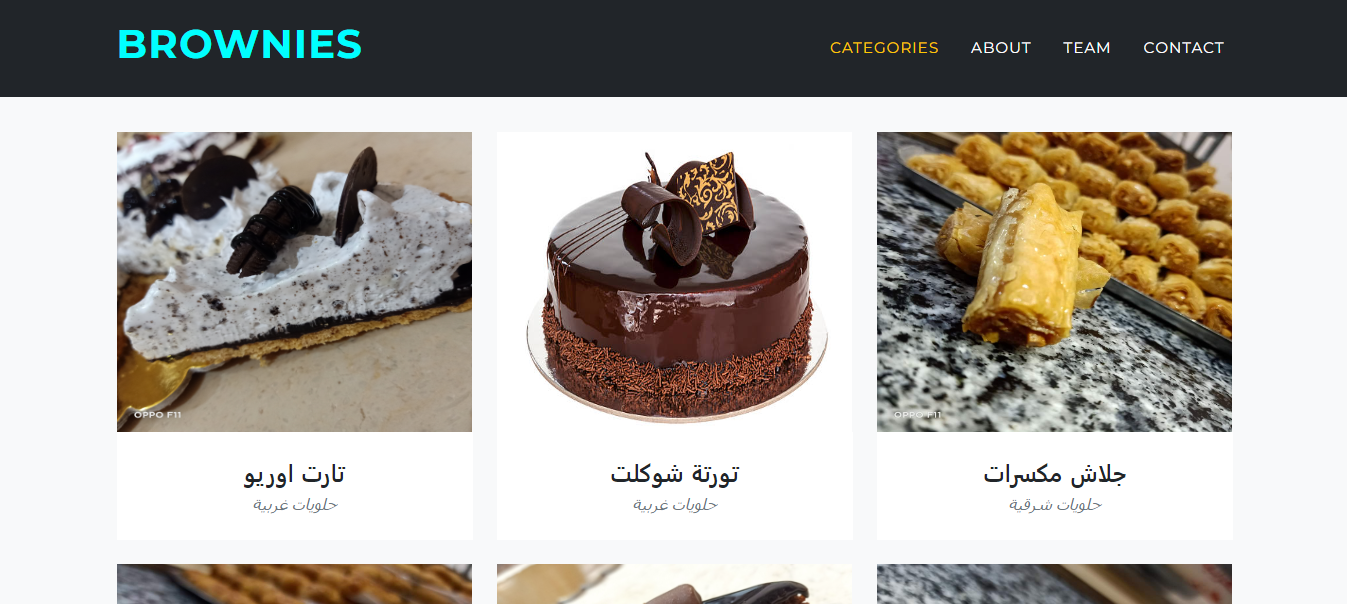 BROWNIES
CATEGORIES ABOUT TEAM CONTACT
OPPO F11
OPPO F11
تارت اوريو
حلويات غربية
تورتة شوكلت
حلويات غربية
جلاش مكسرات
حلويات شرقية